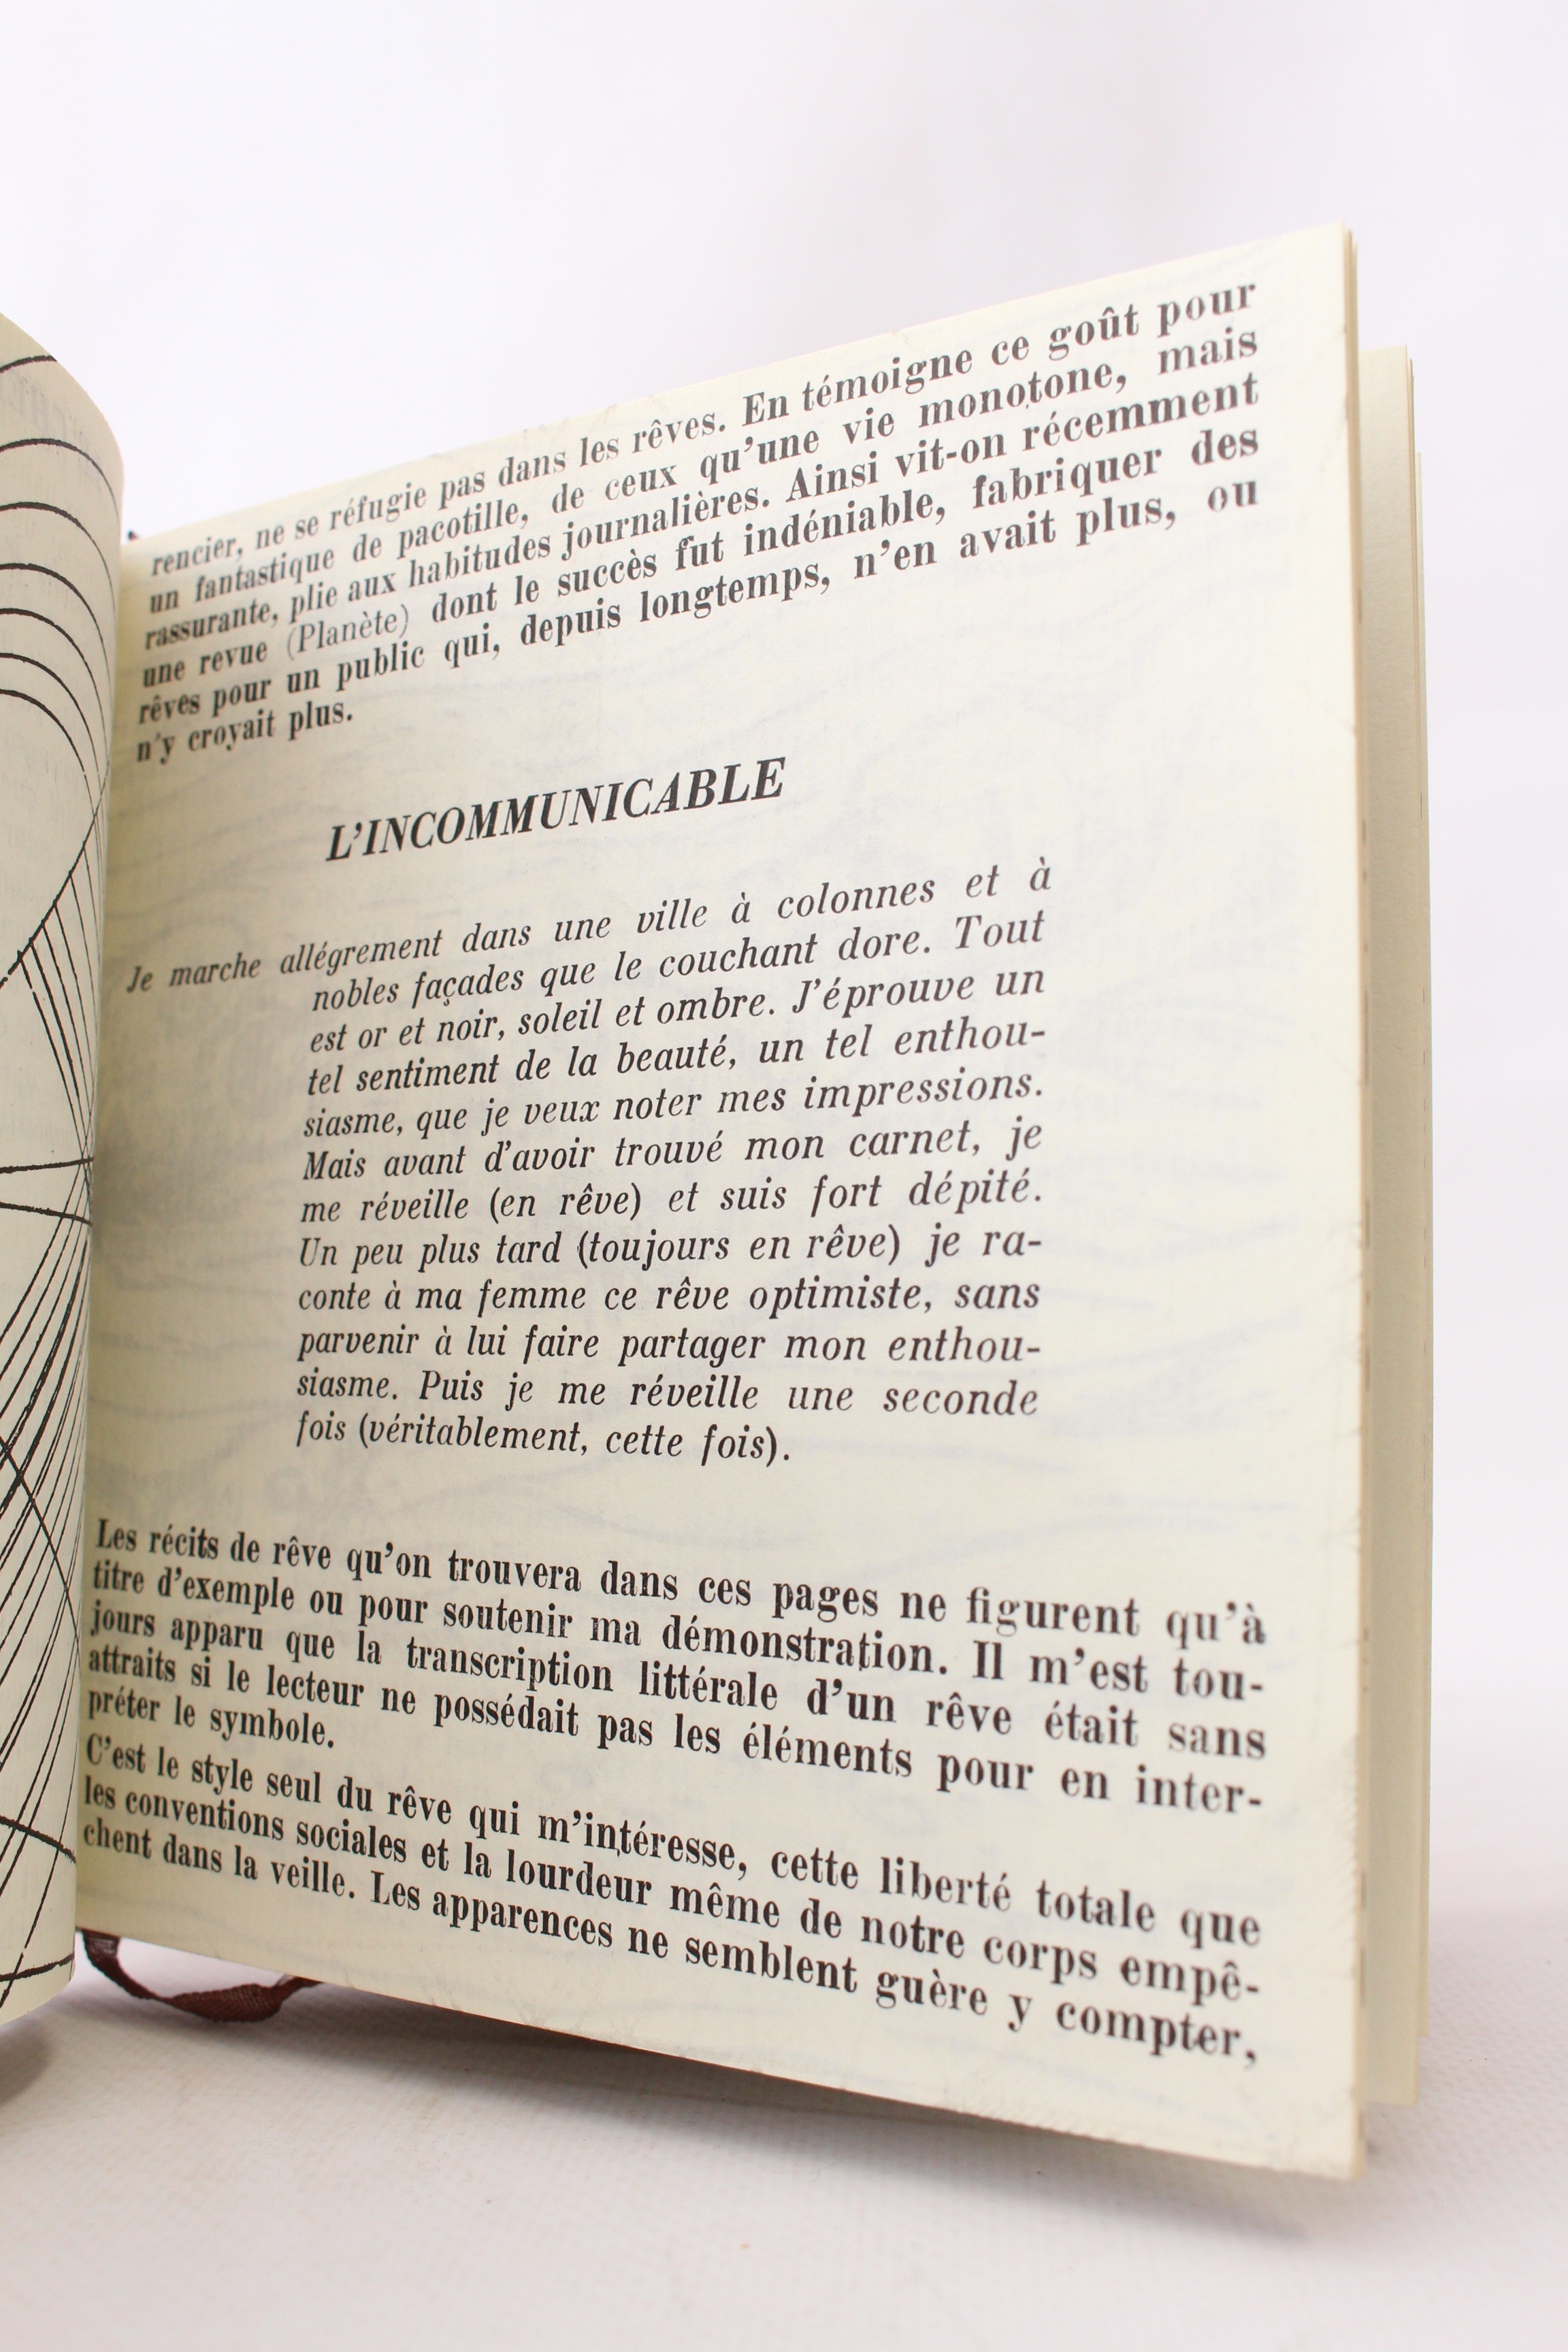 rencier, ne se réfugie pas dans les rêves. En témoigne ce goût pour
un fantastique de pacotille, de ceux qu'une vie monotone, mais
rassurante, plie aux habitudes journalières. Ainsi vit-on récemment
une revue (Planète) dont le succès fut indéniable, fabriquer des
rêves pour un public qui, depuis longtemps, n'en avait plus, ou
n'y croyait plus.
L'INCOMMUNICABLE
Je marche allégrement dans une ville à colonnes et à
nobles façades que le couchant dore. Tout
est or et noir, soleil et ombre. J'éprouve un
tel sentiment de la beauté, un tel enthou-
siasme, que je veux noter mes impressions.
Mais avant d'avoir trouvé mon carnet, je
me réveille (en rêve) et suis fort dépité.
Un peu plus tard (toujours en rêve) je ra-
conte à ma femme ce rêve optimiste, sans
parvenir à lui faire partager mon enthou-
siasme. Puis je me réveille une seconde
fois (véritablement, cette fois).
Les récits de rêve qu'on trouvera dans ces pages ne figurent qu'à
titre d'exemple ou pour soutenir ma démonstration. Il m'est tou-
jours apparu que la transcription littérale d'un rêve était sans
attraits si le lecteur ne possédait pas les éléments pour en inter-
préter le symbole.
C'est le style seul du rêve qui m'intéresse, cette liberté totale que
les conventions sociales et la lourdeur même de notre corps empê-
chent dans la veille. Les apparences ne semblent guère y compter,